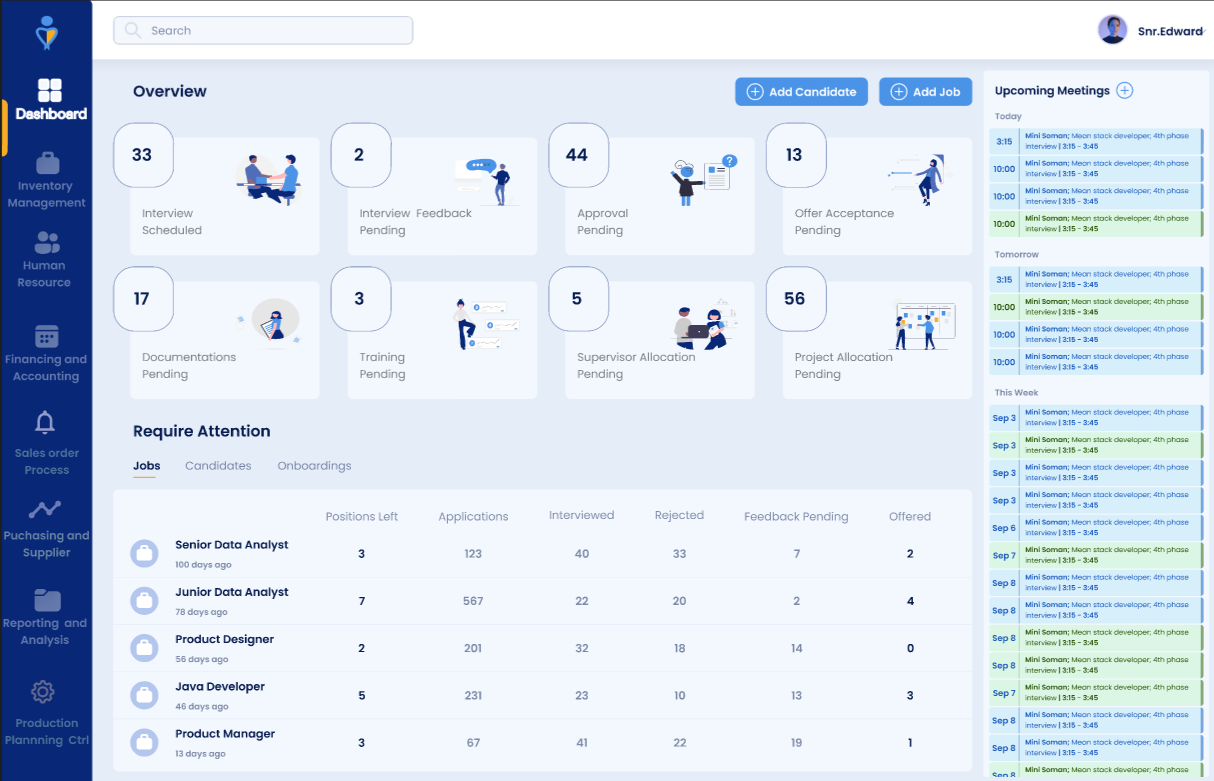 Search
Snr.Edward
Dashboard
Inventory
Management
Human
Resource
Financing and
Accounting
Sales order
Process
Puchasing and
Supplier
Reporting and
Analysis
Production
Plannning Ctrl
Overview
Add Candidate
Add Job
33
Interview
Scheduled
2
Interview Feedback
Pending
44
Approval
Pending
?
13
Offer Acceptance
Pending
17
Documentations
Pending
3
Training
Pending
5
Supervisor Allocation
Pending
56
Project Allocation
Pending
Require Attention
Jobs Candidates Onboardings
Positions Left Applications Interviewed Rejected Feedback Pending Offered
Senior Data Analyst 3 123 40 33 7 2
100 days ago
Junior Data Analyst 7 567 22 20 2 4
78 days ago
Product Designer 2 201 32 18 14 0
56 days ago
Java Developer 5 231 23 10 13 3
46 days ago
Product Manager 3 67 41 22 19 1
13 days ago
Upcoming Meetings
Today
3:15 Mini Soman; Mean stack developer; 4th phase
interview | 3:15 - 3:45
10:00 Mini Soman; Mean stack developer; 4th phase
interview | 3:15 - 3:45
10:00 Mini Soman; Mean stack developer; 4th phase
interview | 3:15 - 3:45
10:00 Mini Soman; Mean stack developer; 4th phase
interview | 3:15 - 3:45
Tomorrow
3:15 Mini Soman; Mean stack developer; 4th phase
interview | 3:15 - 3:45
10:00 Mini Soman; Mean stack developer; 4th phase
interview | 3:15 - 3:45
10:00 Mini Soman; Mean stack developer; 4th phase
interview | 3:15 - 3:45
10:00 Mini Soman; Mean stack developer; 4th phase
interview | 3:15 - 3:45
This Week
Sep 3 Mini Soman; Mean stack developer; 4th phase
interview | 3:15 - 3:45
Sep 3 Mini Soman; Mean stack developer; 4th phase
interview | 3:15 - 3:45
Sep 3 Mini Soman; Mean stack developer; 4th phase
interview | 3:15 - 3:45
Sep 3 Mini Soman; Mean stack developer; 4th phase
interview | 3:15 - 3:45
Sep 6 Mini Soman; Mean stack developer; 4th phase
interview | 3:15 - 3:45
Sep 7 Mini Soman; Mean stack developer; 4th phase
interview | 3:15 - 3:45
Sep 8 Mini Soman; Mean stack developer; 4th phase
interview | 3:15 - 3:45
Sep 8 Mini Soman; Mean stack developer; 4th phase
interview | 3:15 - 3:45
Sep 8 Mini Soman; Mean stack developer; 4th phase
interview | 3:15 - 3:45
Sep 8 Mini Soman; Mean stack developer; 4th phase
interview | 3:15 - 3:45
Sep 7 Mini Soman; Mean stack developer; 4th phase
interview | 3:15 - 3:45
Sep 8 Mini Soman; Mean stack developer; 4th phase
interview | 3:15 - 3:45
Sep 8 Mini Soman; Mean stack developer; 4th phase
interview | 3:15 - 3:45
Sep 8 Mini Soman; Mean stack developer; 4th phase